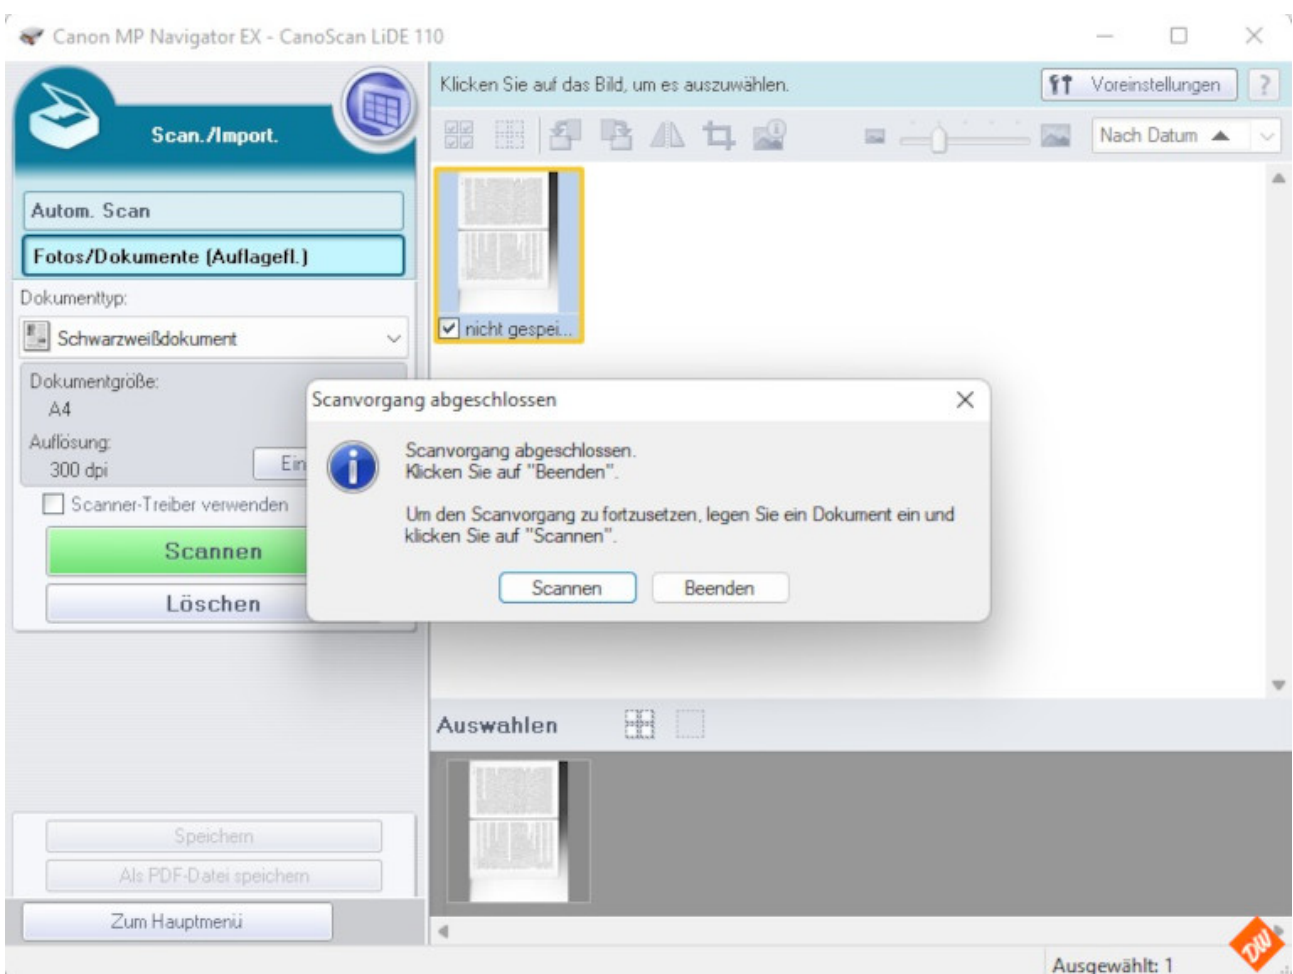 Canon MP Navigator EX - CanoScan LiDE 110
Scan./Import.
Klicken Sie auf das Bild, um es auszuwählen.
Voreinstellungen
?
Nach Datum
Autom. Scan
Fotos/Dokumente (Auflagefl.)
Dokumenttyp:
Schwarzweißdokument
nicht gespei...
Dokumentgröße:
A4
Auflösung:
300 dpi
Ein
Scanner-Treiber verwenden
Scannen
Löschen
Scanvorgang abgeschlossen
Scanvorgang abgeschlossen.
Klicken Sie auf "Beenden".
Um den Scanvorgang zu fortzusetzen, legen Sie ein Dokument ein und
klicken Sie auf "Scannen".
Scannen
Beenden
Auswahlen
Speichern
Als PDF-Datei speichern
Zum Hauptmenü
Ausgewählt: 1
DW